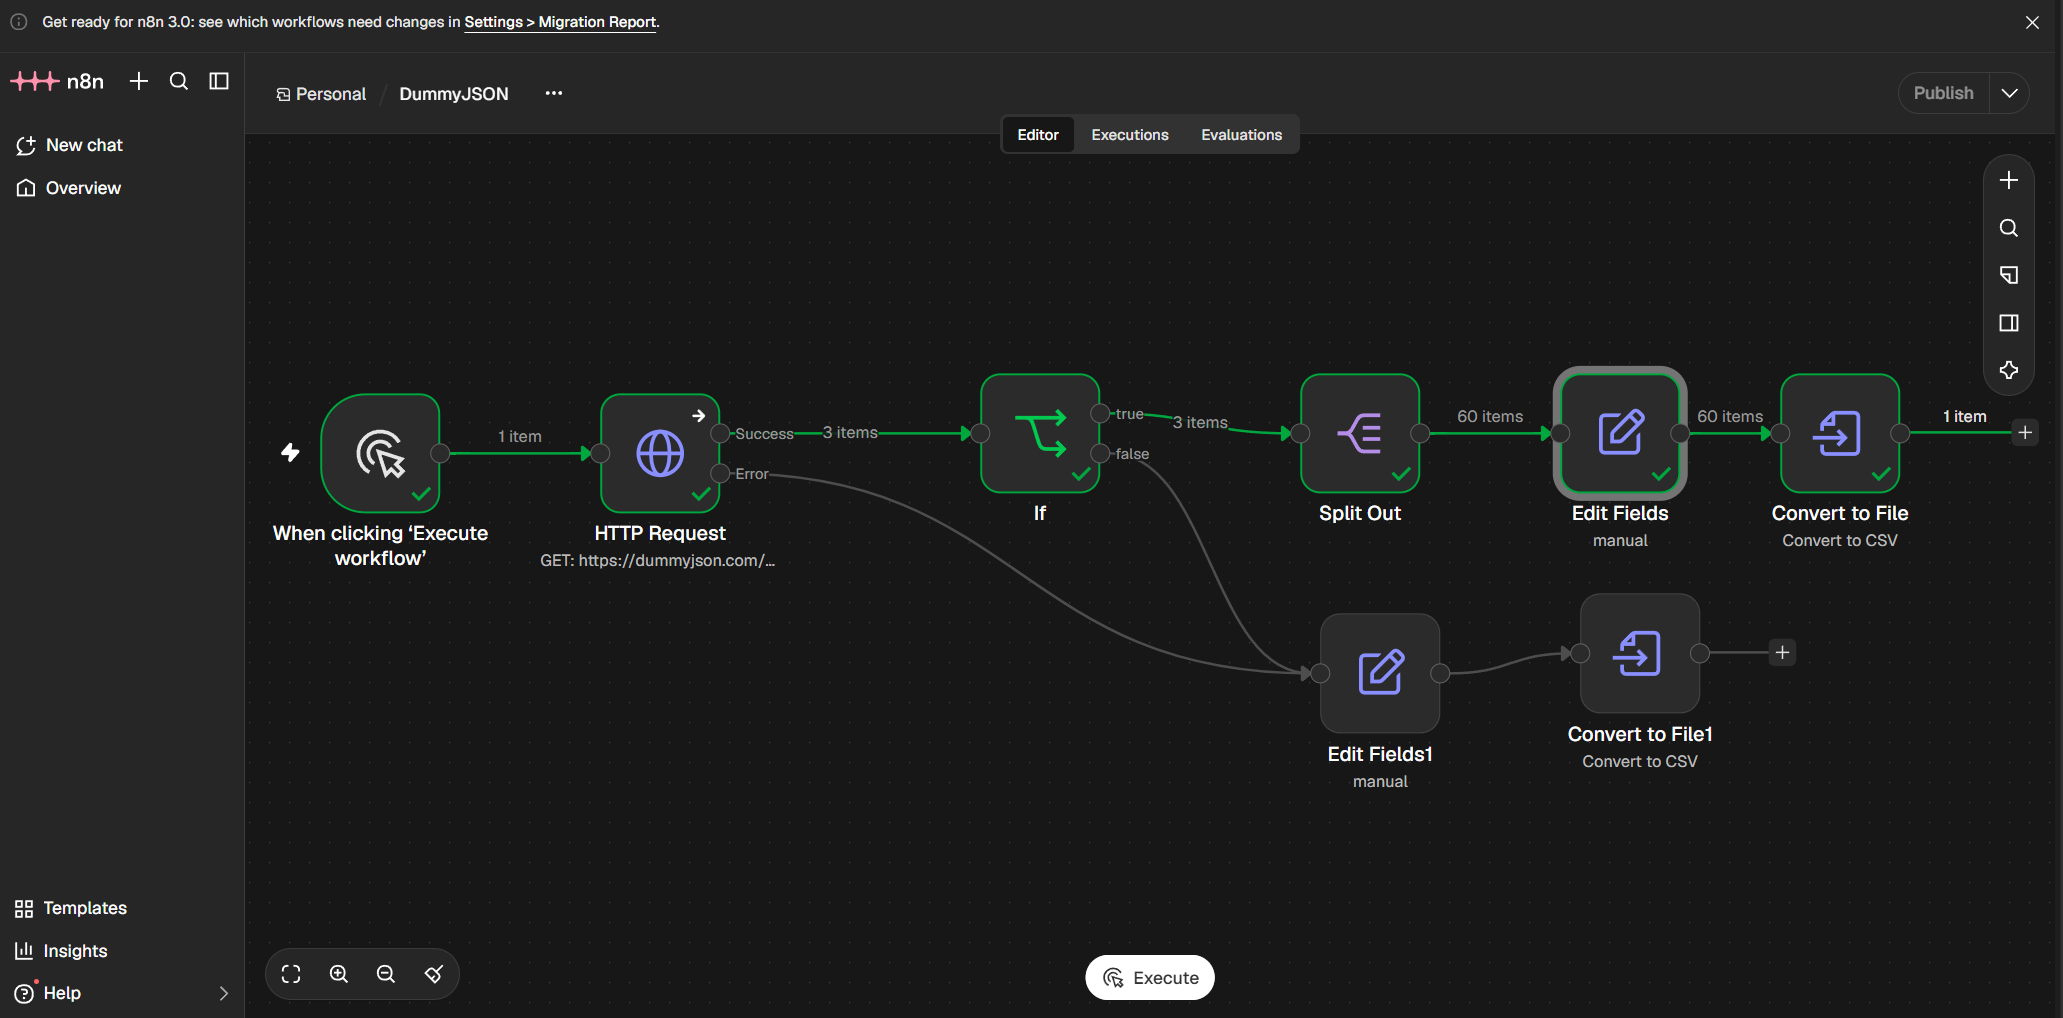 Get ready for n8n 3.0: see which workflows need changes in Settings > Migration Report.
n8n
Personal / DummyJSON ...
Publish
Editor Executions Evaluations
New chat
Overview
1 item
Success
3 items
Error
true
3 items
false
60 items
60 items
1 item
When clicking ‘Execute
workflow’
HTTP Request
GET: https://dummyjson.com/...
If
Split Out
Edit Fields
manual
Convert to File
Convert to CSV
Edit Fields1
manual
Convert to File1
Convert to CSV
Templates
Insights
Help
Execute